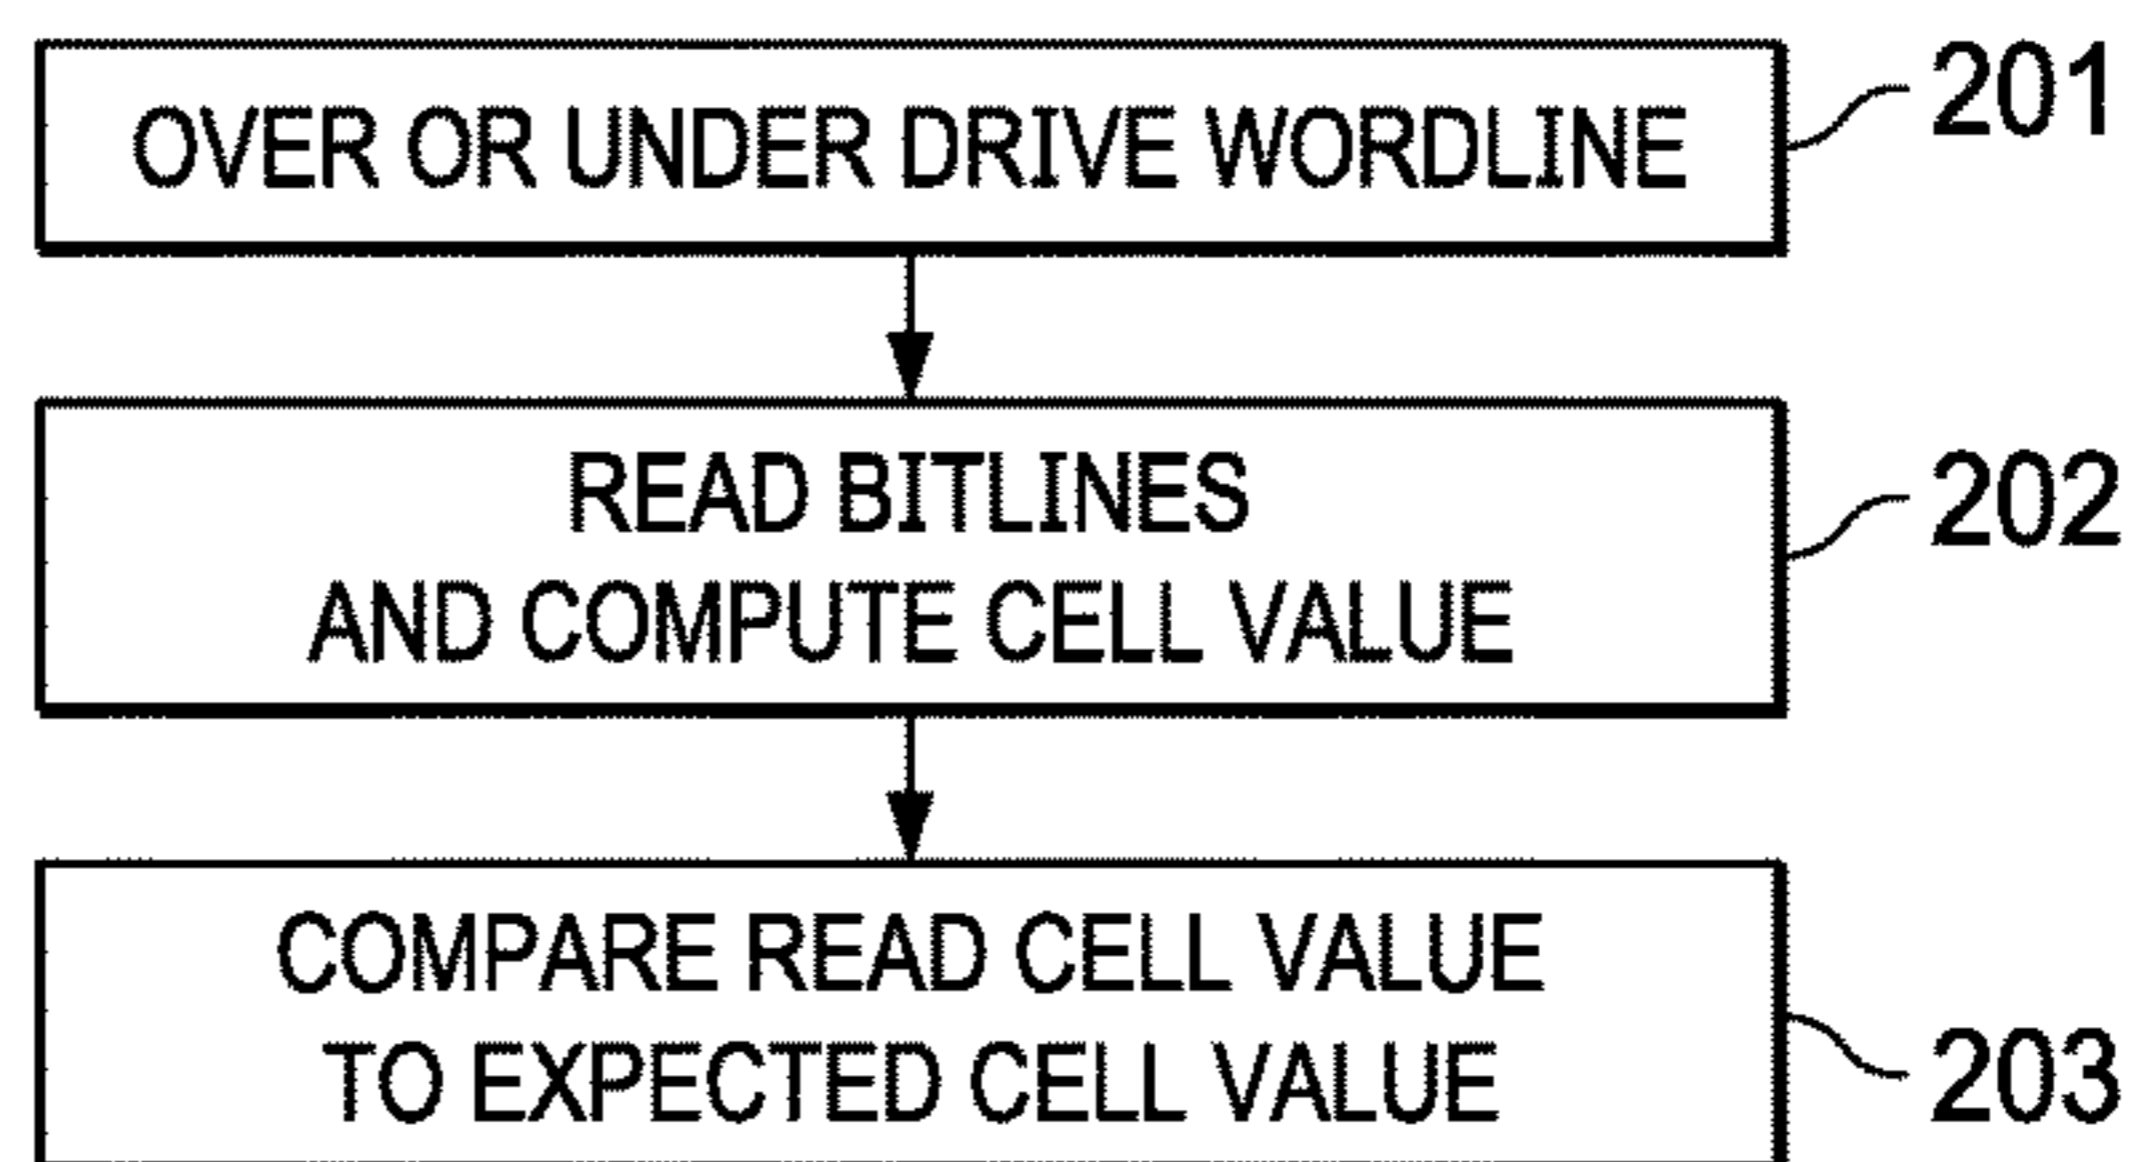 OVER OR UNDER DRIVE WORDLINE
201
READ BITLINES
AND COMPUTE CELL VALUE
202
COMPARE READ CELL VALUE
TO EXPECTED CELL VALUE
203